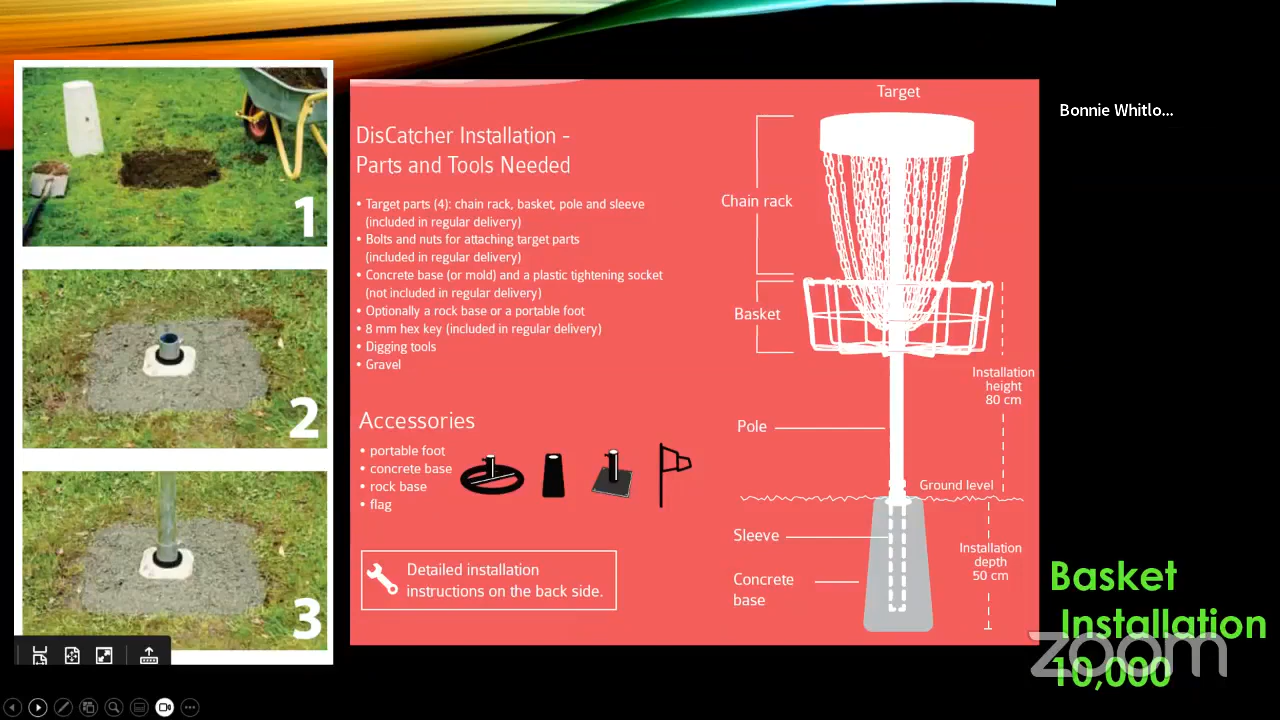 1
2
3
DisCatcher Installation -
Parts and Tools Needed
• Target parts (4): chain rack, basket, pole and sleeve
(included in regular delivery)
• Bolts and nuts for attaching target parts
(included in regular delivery)
• Concrete base (or mold) and a plastic tightening socket
(not included in regular delivery)
• Optionally a rock base or a portable foot
• 8 mm hex key (included in regular delivery)
• Digging tools
• Gravel
Accessories
• portable foot
• concrete base
• rock base
• flag
Detailed installation
instructions on the back side.
Target
Chain rack
Basket
Installation
height
80 cm
Pole
Ground level
Sleeve
Installation
depth
50 cm
Concrete
base
Bonnie Whitlo...
Basket
Installation
10,000
zoom